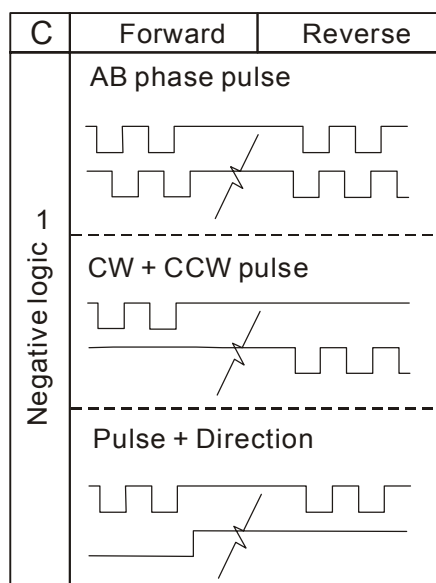 C Forward Reverse
Negative logic 1
AB phase pulse
CW + CCW pulse
Pulse + Direction